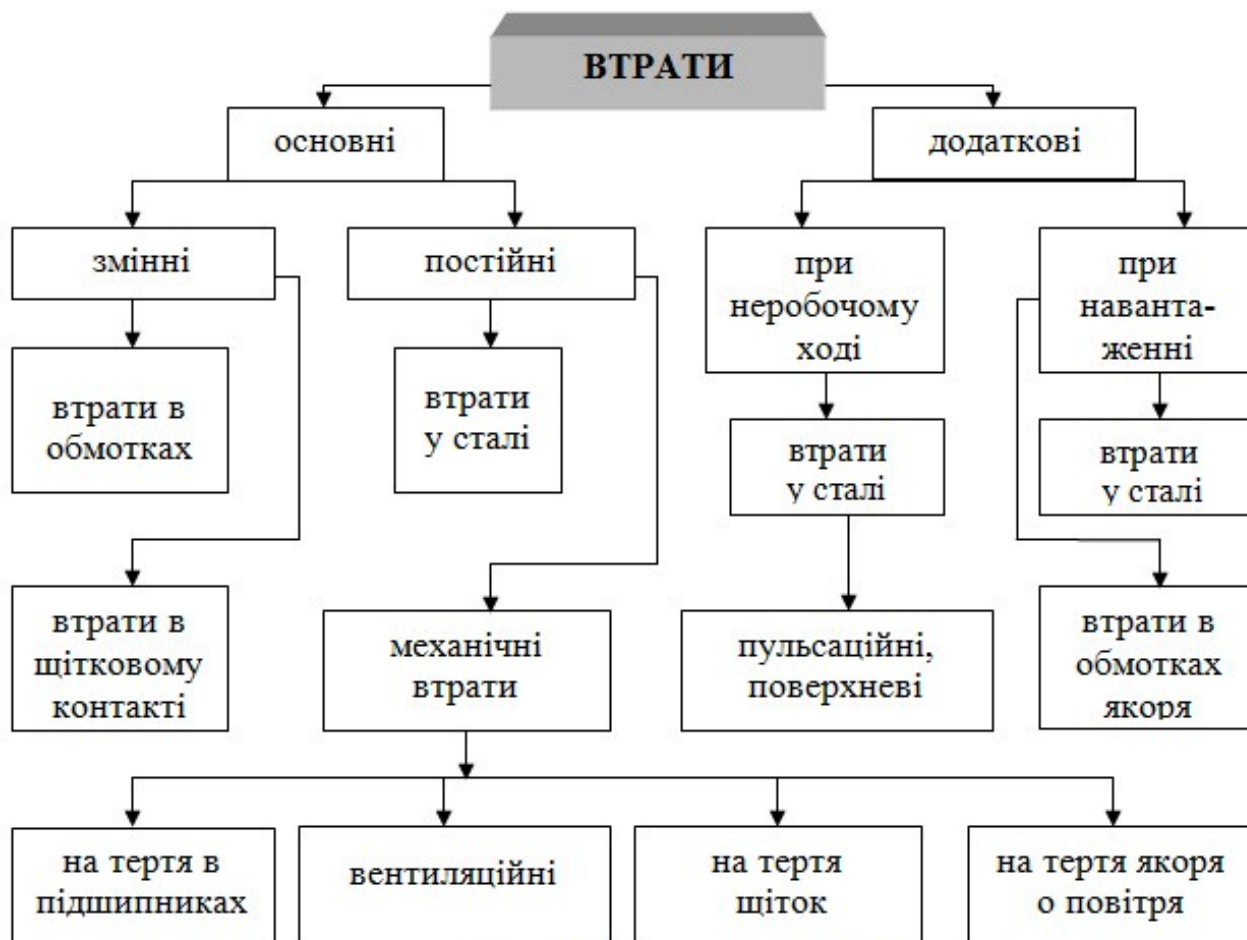 ВТРАТИ
основні
додаткові
змінні
постійні
при
неробочому
ході
при
наванта-
женні
втрати в
обмотках
втрати
у сталі
втрати
у сталі
втрати
у сталі
втрати в
щітковому
контакті
механічні
втрати
пульсаційні,
поверхневі
втрати в
обмотках
якоря
на тертя в
підшипниках
вентиляційні
на тертя
щіток
на тертя якоря
о повітря